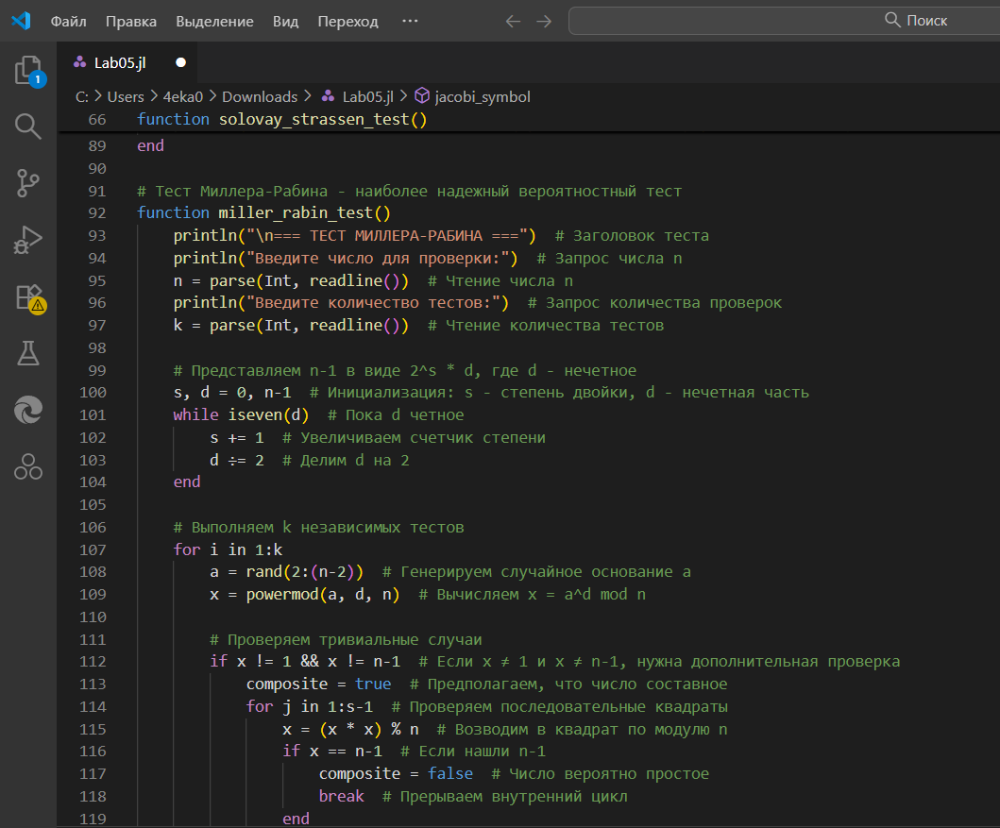 Файл Правка Выделение Вид Переход ··· Поиск
Lab05.jl
1
C: > Users > 4eka0 > Downloads > Lab05.jl > jacobi_symbol
66 function solovay_strassen_test()
89 end
90
91 # Тест Миллера-Рабина - наиболее надежный вероятностный тест
92 function miller_rabin_test()
93     println("\n=== ТЕСТ МИЛЛЕРА-РАБИНА ===")  # Заголовок теста
94     println("Введите число для проверки:")  # Запрос числа n
95     n = parse(Int, readline())  # Чтение числа n
96     println("Введите количество тестов:")  # Запрос количества проверок
97     k = parse(Int, readline())  # Чтение количества тестов
98
99     # Представляем n-1 в виде 2^s * d, где d - нечетное
100     s, d = 0, n-1  # Инициализация: s - степень двойки, d - нечетная часть
101     while iseven(d)  # Пока d четное
102         s += 1  # Увеличиваем счетчик степени
103         d ÷= 2  # Делим d на 2
104     end
105
106     # Выполняем k независимых тестов
107     for i in 1:k
108         a = rand(2:(n-2))  # Генерируем случайное основание a
109         x = powermod(a, d, n)  # Вычисляем x = a^d mod n
110
111         # Проверяем тривиальные случаи
112         if x != 1 && x != n-1  # Если x ≠ 1 и x ≠ n-1, нужна дополнительная проверка
113             composite = true  # Предполагаем, что число составное
114             for j in 1:s-1  # Проверяем последовательные квадраты
115                 x = (x * x) % n  # Возводим в квадрат по модулю n
116                 if x == n-1  # Если нашли n-1
117                     composite = false  # Число вероятно простое
118                     break  # Прерываем внутренний цикл
119                 end